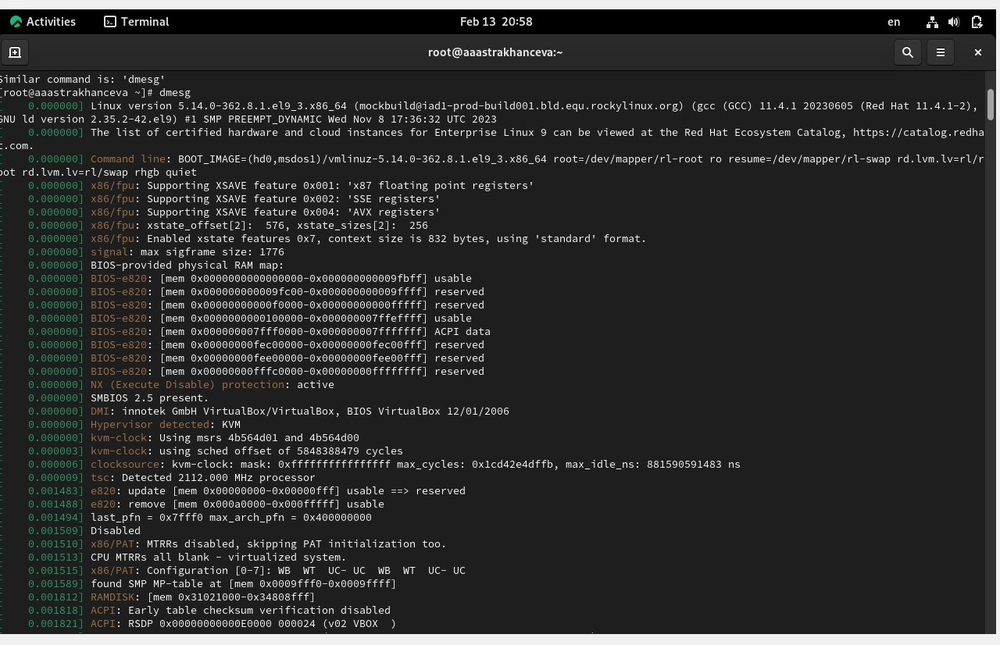 Activities
Terminal
Feb 13 20:58
en
root@aaastrakhanceva:~
Similar command is: 'dmesg'
[root@aaastrakhanceva ~]# dmesg
[    0.000000] Linux version 5.14.0-362.8.1.el9_3.x86_64 (mockbuild@iad1-prod-build001.bld.equ.rockylinux.org) (gcc (GCC) 11.4.1 20230605 (Red Hat 11.4.1-2),
GNU ld version 2.35.2-42.el9) #1 SMP PREEMPT_DYNAMIC Wed Nov 8 17:36:32 UTC 2023
[    0.000000] The list of certified hardware and cloud instances for Enterprise Linux 9 can be viewed at the Red Hat Ecosystem Catalog, https://catalog.redha
t.com.
[    0.000000] Command line: BOOT_IMAGE=(hd0,msdos1)/vmlinuz-5.14.0-362.8.1.el9_3.x86_64 root=/dev/mapper/rl-root ro resume=/dev/mapper/rl-swap rd.lvm.lv=rl/r
oot rd.lvm.lv=rl/swap rhgb quiet
[    0.000000] x86/fpu: Supporting XSAVE feature 0x001: 'x87 floating point registers'
[    0.000000] x86/fpu: Supporting XSAVE feature 0x002: 'SSE registers'
[    0.000000] x86/fpu: Supporting XSAVE feature 0x004: 'AVX registers'
[    0.000000] x86/fpu: xstate_offset[2]:  576, xstate_sizes[2]:  256
[    0.000000] x86/fpu: Enabled xstate features 0x7, context size is 832 bytes, using 'standard' format.
[    0.000000] signal: max sigframe size: 1776
[    0.000000] BIOS-provided physical RAM map:
[    0.000000] BIOS-e820: [mem 0x0000000000000000-0x000000000009fbff] usable
[    0.000000] BIOS-e820: [mem 0x000000000009fc00-0x000000000009ffff] reserved
[    0.000000] BIOS-e820: [mem 0x00000000000f0000-0x00000000000fffff] reserved
[    0.000000] BIOS-e820: [mem 0x0000000000100000-0x000000007ffeffff] usable
[    0.000000] BIOS-e820: [mem 0x000000007fff0000-0x000000007fffffff] ACPI data
[    0.000000] BIOS-e820: [mem 0x00000000fec00000-0x00000000fec00fff] reserved
[    0.000000] BIOS-e820: [mem 0x00000000fee00000-0x00000000fee00fff] reserved
[    0.000000] BIOS-e820: [mem 0x00000000fffc0000-0x00000000ffffffff] reserved
[    0.000000] NX (Execute Disable) protection: active
[    0.000000] SMBIOS 2.5 present.
[    0.000000] DMI: innotek GmbH VirtualBox/VirtualBox, BIOS VirtualBox 12/01/2006
[    0.000000] Hypervisor detected: KVM
[    0.000000] kvm-clock: Using msrs 4b564d01 and 4b564d00
[    0.000003] kvm-clock: using sched offset of 5848388479 cycles
[    0.000006] clocksource: kvm-clock: mask: 0xffffffffffffffff max_cycles: 0x1cd42e4dffb, max_idle_ns: 881590591483 ns
[    0.000009] tsc: Detected 2112.000 MHz processor
[    0.001483] e820: update [mem 0x00000000-0x00000fff] usable ==> reserved
[    0.001488] e820: remove [mem 0x000a0000-0x000fffff] usable
[    0.001494] last_pfn = 0x7fff0 max_arch_pfn = 0x400000000
[    0.001509] Disabled
[    0.001510] x86/PAT: MTRRs disabled, skipping PAT initialization too.
[    0.001513] CPU MTRRs all blank - virtualized system.
[    0.001515] x86/PAT: Configuration [0-7]: WB  WT  UC- UC  WB  WT  UC- UC
[    0.001589] found SMP MP-table at [mem 0x0009fff0-0x0009ffff]
[    0.001812] RAMDISK: [mem 0x31021000-0x34808fff]
[    0.001818] ACPI: Early table checksum verification disabled
[    0.001821] ACPI: RSDP 0x00000000000E0000 000024 (v02 VBOX  )